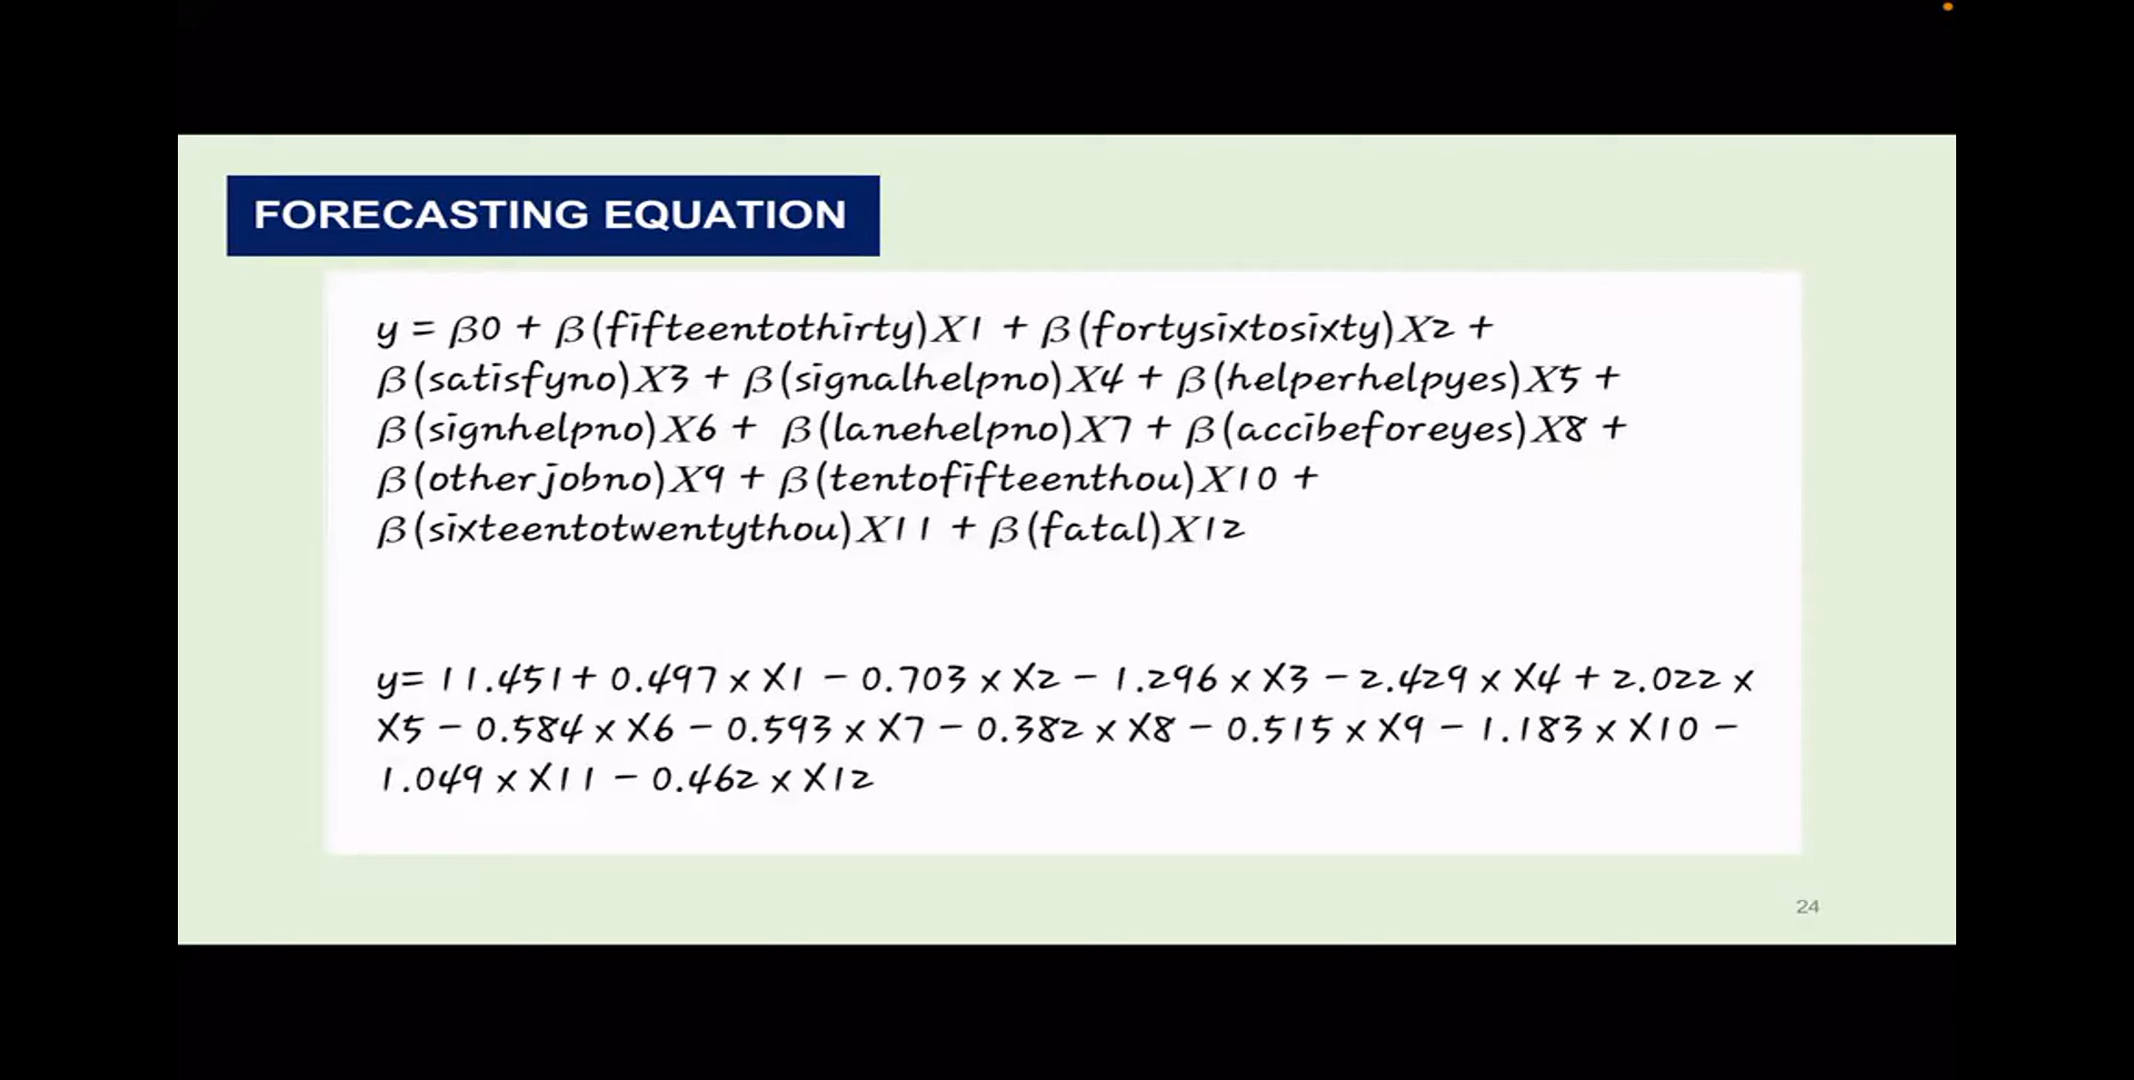 FORECASTING EQUATION
y = β0 + β(fifteentothirty)X1 + β(fortysixtosixty)X2 +
β(satisfyno)X3 + β(signalhelpno)X4 + β(helperhelpyes)X5 +
β(signhelpno)X6 + β(lanehelpno)X7 + β(accibeforeyes)X8 +
β(otherjobno)X9 + β(tentofifteenthou)X10 +
β(sixteentotwentythou)X11 + β(fatal)X12
y= 11.451+ 0.497 x X1 - 0.703 x X2 - 1.296 x X3 - 2.429 x X4 + 2.022 x
X5 - 0.584 x X6 - 0.593 x X7 - 0.382 x X8 - 0.515 x X9 - 1.183 x X10 -
1.049 x X11 - 0.462 x X12
24